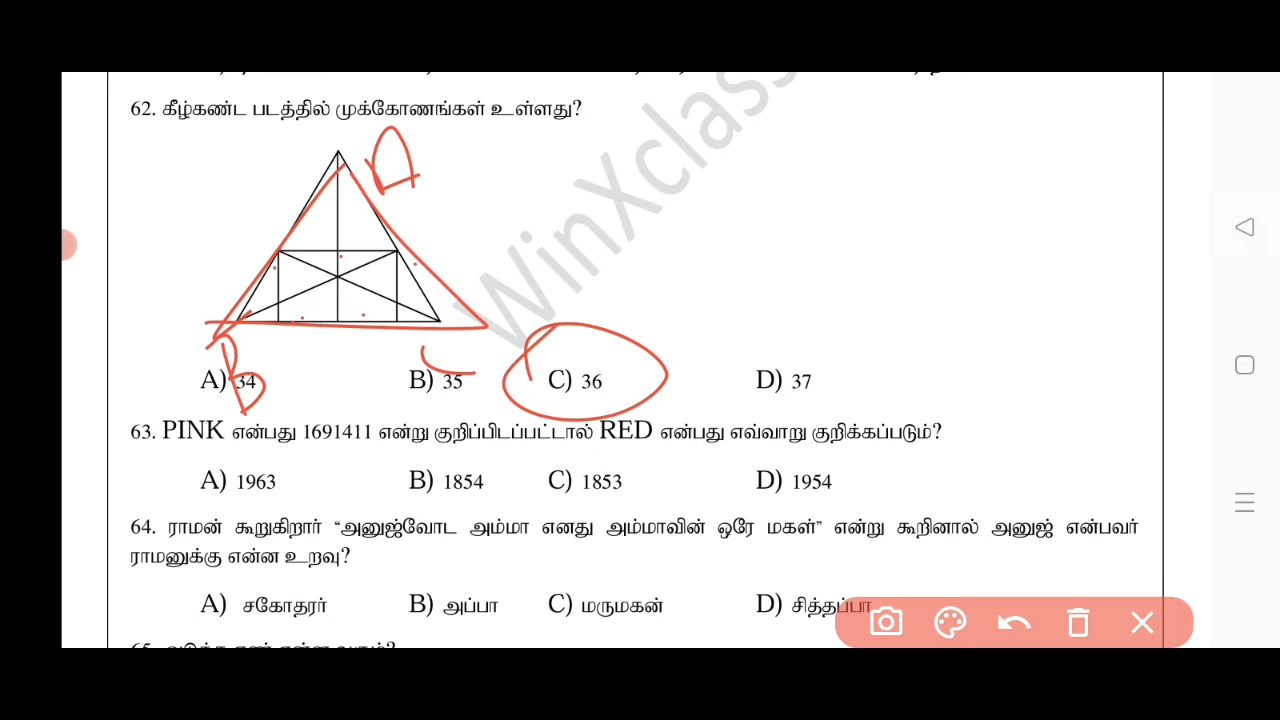 62. கீழ்கண்ட படத்தில் முக்கோணங்கள் உள்ளது?
A
B
C
WinXclass
A) 34 B) 35 C) 36 D) 37
63. PINK என்பது 1691411 என்று குறிப்பிடப்பட்டால் RED என்பது எவ்வாறு குறிக்கப்படும்?
A) 1963 B) 1854 C) 1853 D) 1954
64. ராமன் கூறுகிறார் “அனுஜ்வோட அம்மா எனது அம்மாவின் ஒரே மகள்” என்று கூறினால் அனுஜ் என்பவர்
ராமனுக்கு என்ன உறவு?
A) சகோதரர் B) அப்பா C) மருமகன் D) சித்தப்பா